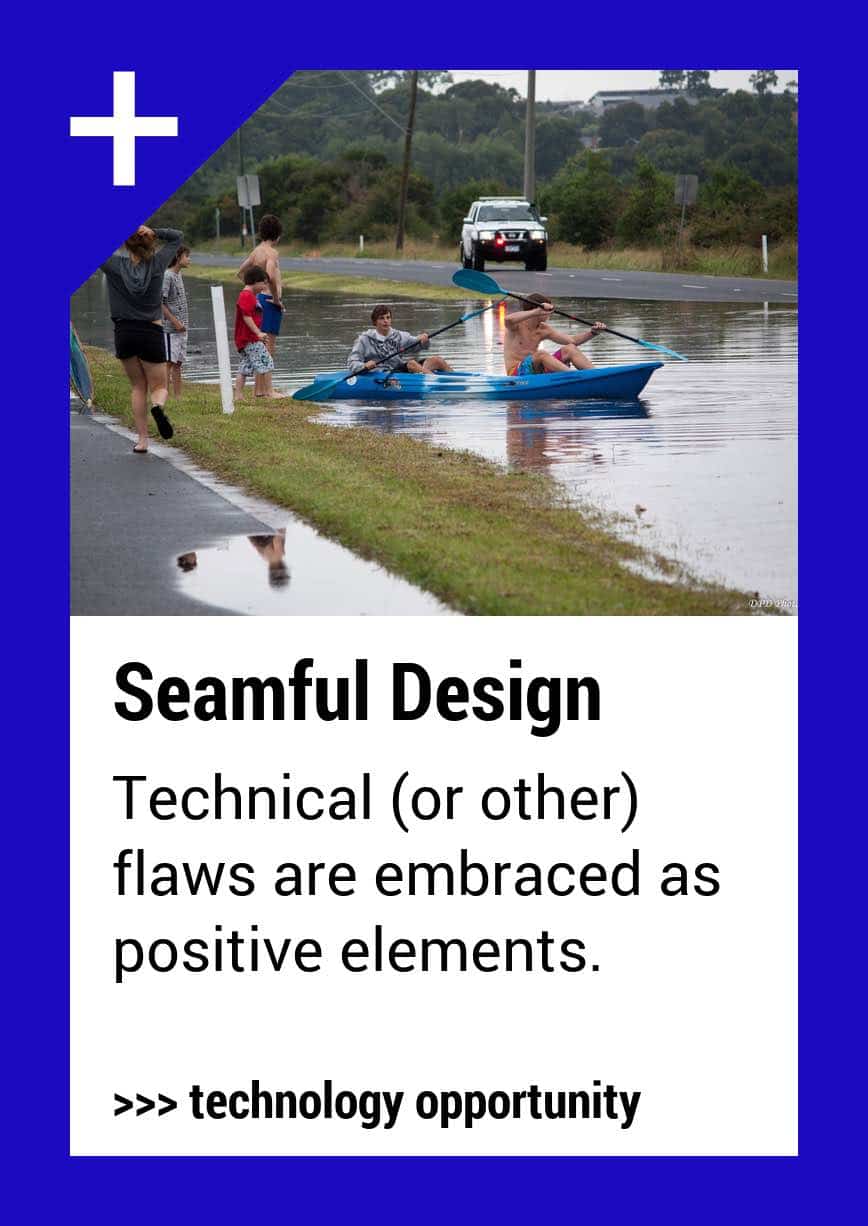 +
DPD Phot
Seamful Design
Technical (or other)
flaws are embraced as
positive elements.
>>> technology opportunity